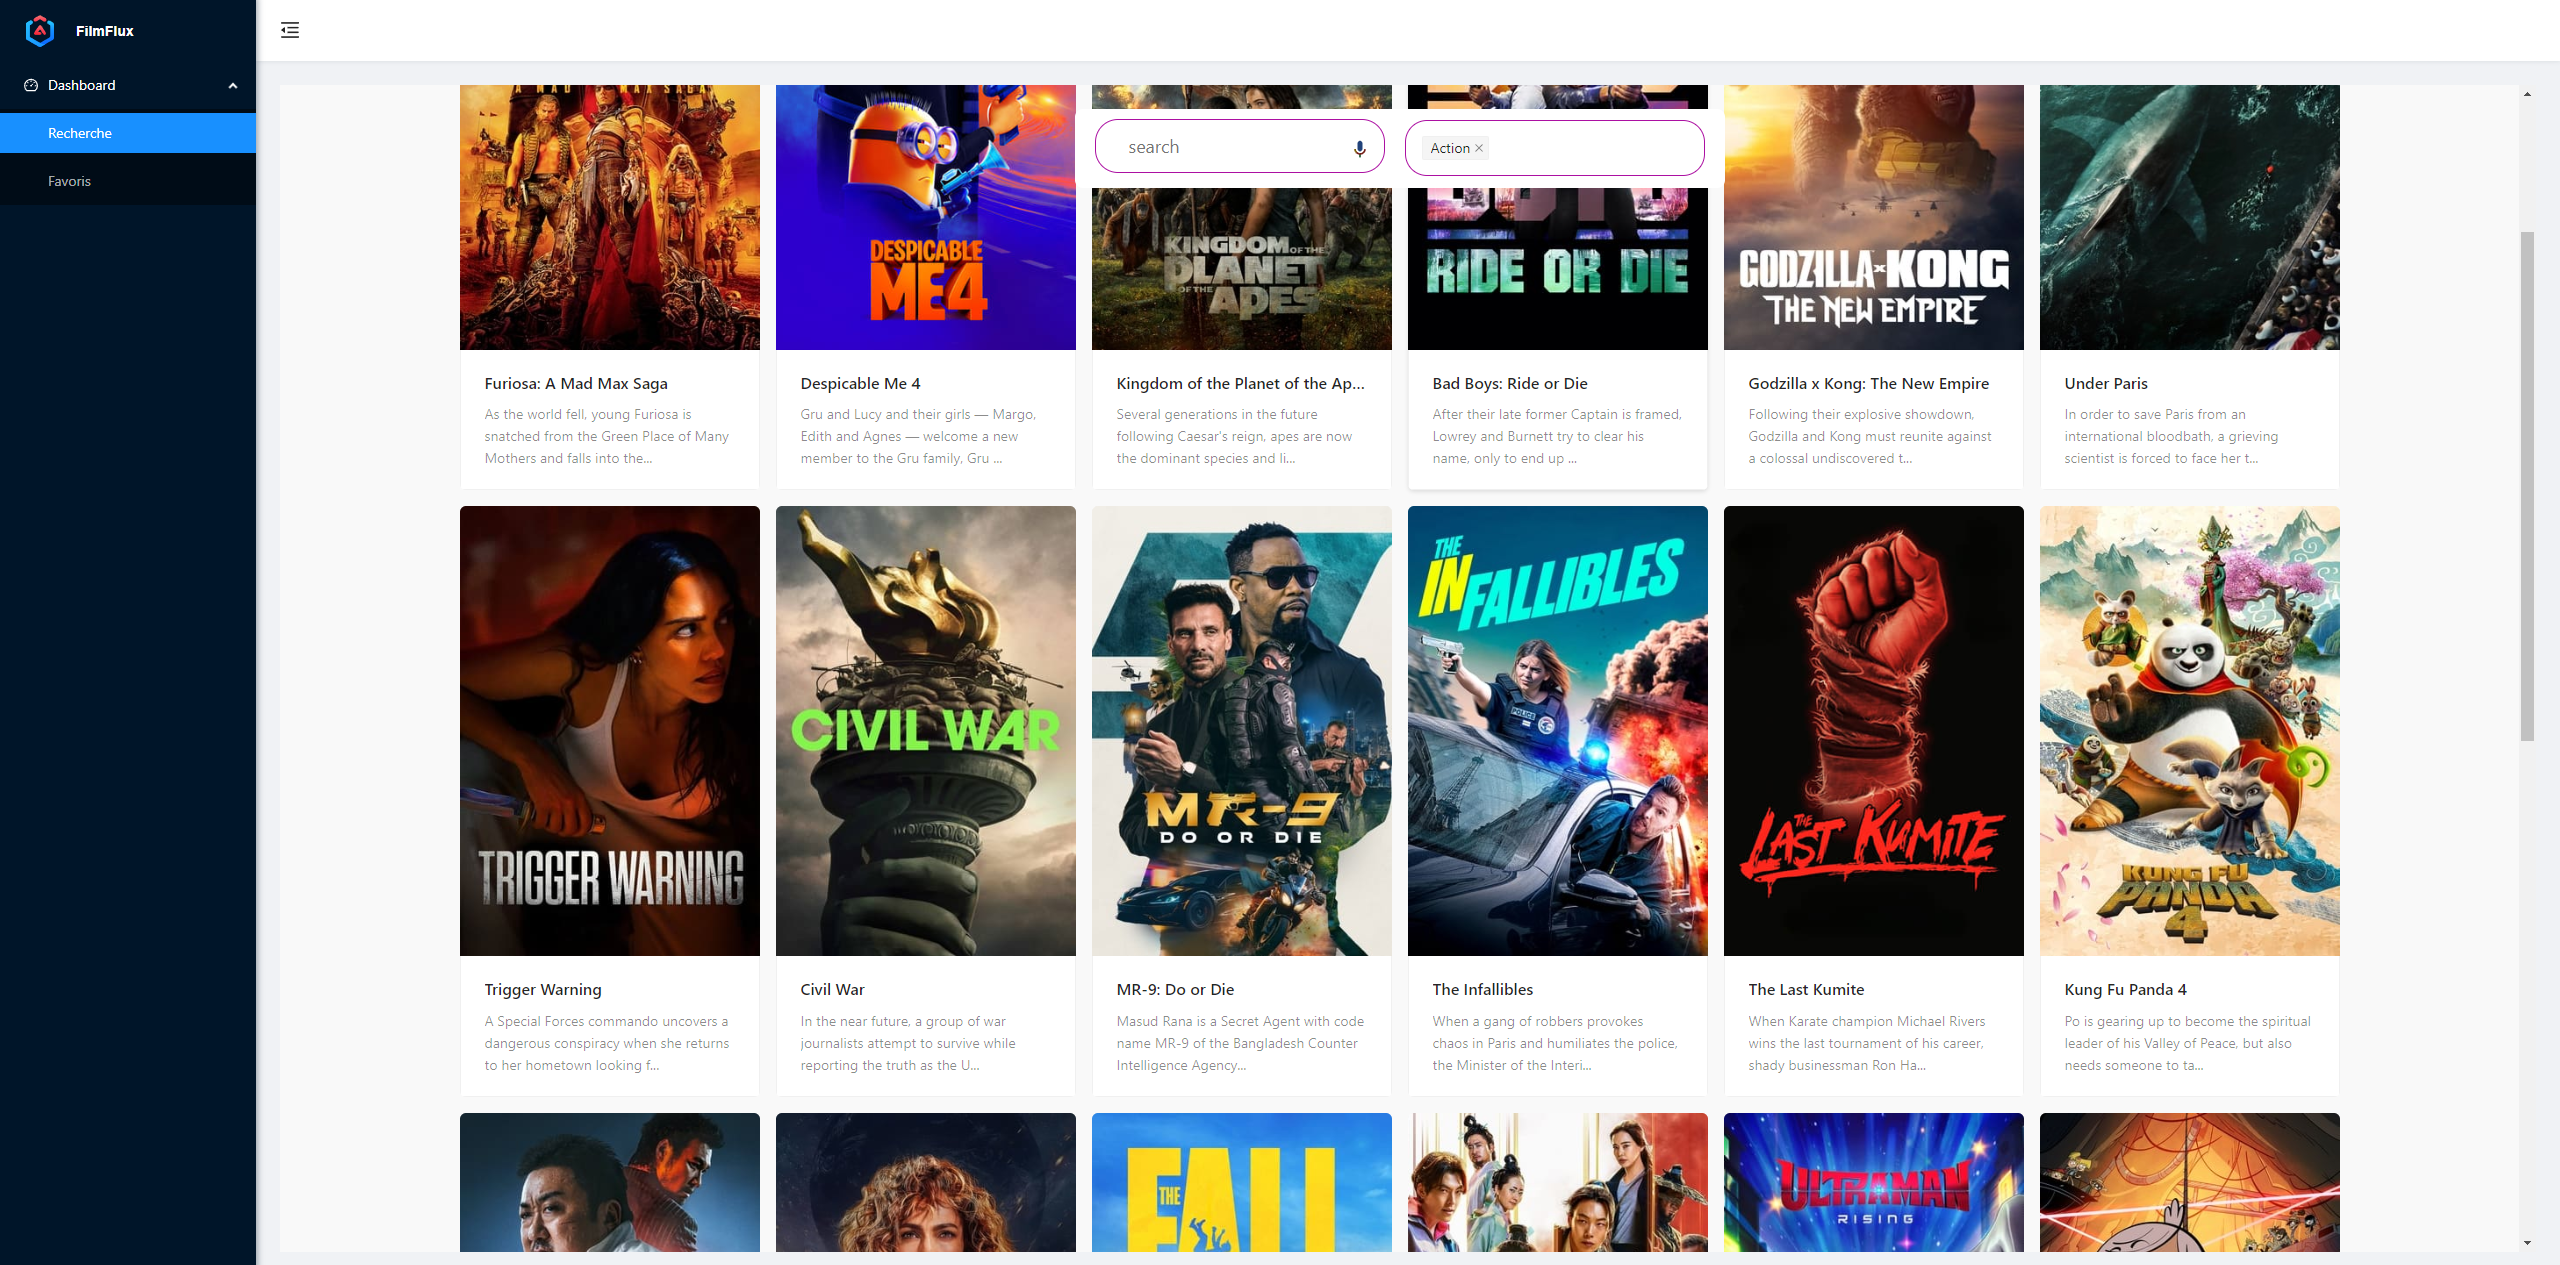 FilmFlux
Dashboard
Recherche
Favoris
A MAD MAX SAGA
search
Action
DESPICABLE
ME4
KINGDOM OF THE
PLANET
OF THE APES
RIDE OR DIE
GODZILLA x KONG
THE NEW EMPIRE
Furiosa: A Mad Max Saga
As the world fell, young Furiosa is
snatched from the Green Place of Many
Mothers and falls into the...
Despicable Me 4
Gru and Lucy and their girls — Margo,
Edith and Agnes — welcome a new
member to the Gru family, Gru ...
Kingdom of the Planet of the Ap...
Several generations in the future
following Caesar's reign, apes are now
the dominant species and li...
Bad Boys: Ride or Die
After their late former Captain is framed,
Lowrey and Burnett try to clear his
name, only to end up ...
Godzilla x Kong: The New Empire
Following their explosive showdown,
Godzilla and Kong must reunite against
a colossal undiscovered t...
Under Paris
In order to save Paris from an
international bloodbath, a grieving
scientist is forced to face her t...
TRIGGER WARNING
CIVIL WAR
MR-9
DO OR DIE
THE
INFALLIBLES
POLICE
THE
LAST KUMITE
KUNG FU
PANDA
4
Trigger Warning
A Special Forces commando uncovers a
dangerous conspiracy when she returns
to her hometown looking f...
Civil War
In the near future, a group of war
journalists attempt to survive while
reporting the truth as the U...
MR-9: Do or Die
Masud Rana is a Secret Agent with code
name MR-9 of the Bangladesh Counter
Intelligence Agency...
The Infallibles
When a gang of robbers provokes
chaos in Paris and humiliates the police,
the Minister of the Interi...
The Last Kumite
When Karate champion Michael Rivers
wins the last tournament of his career,
shady businessman Ron Ha...
Kung Fu Panda 4
Po is gearing up to become the spiritual
leader of his Valley of Peace, but also
needs someone to ta...
THE
FALL
ULTRAMAN
RISING